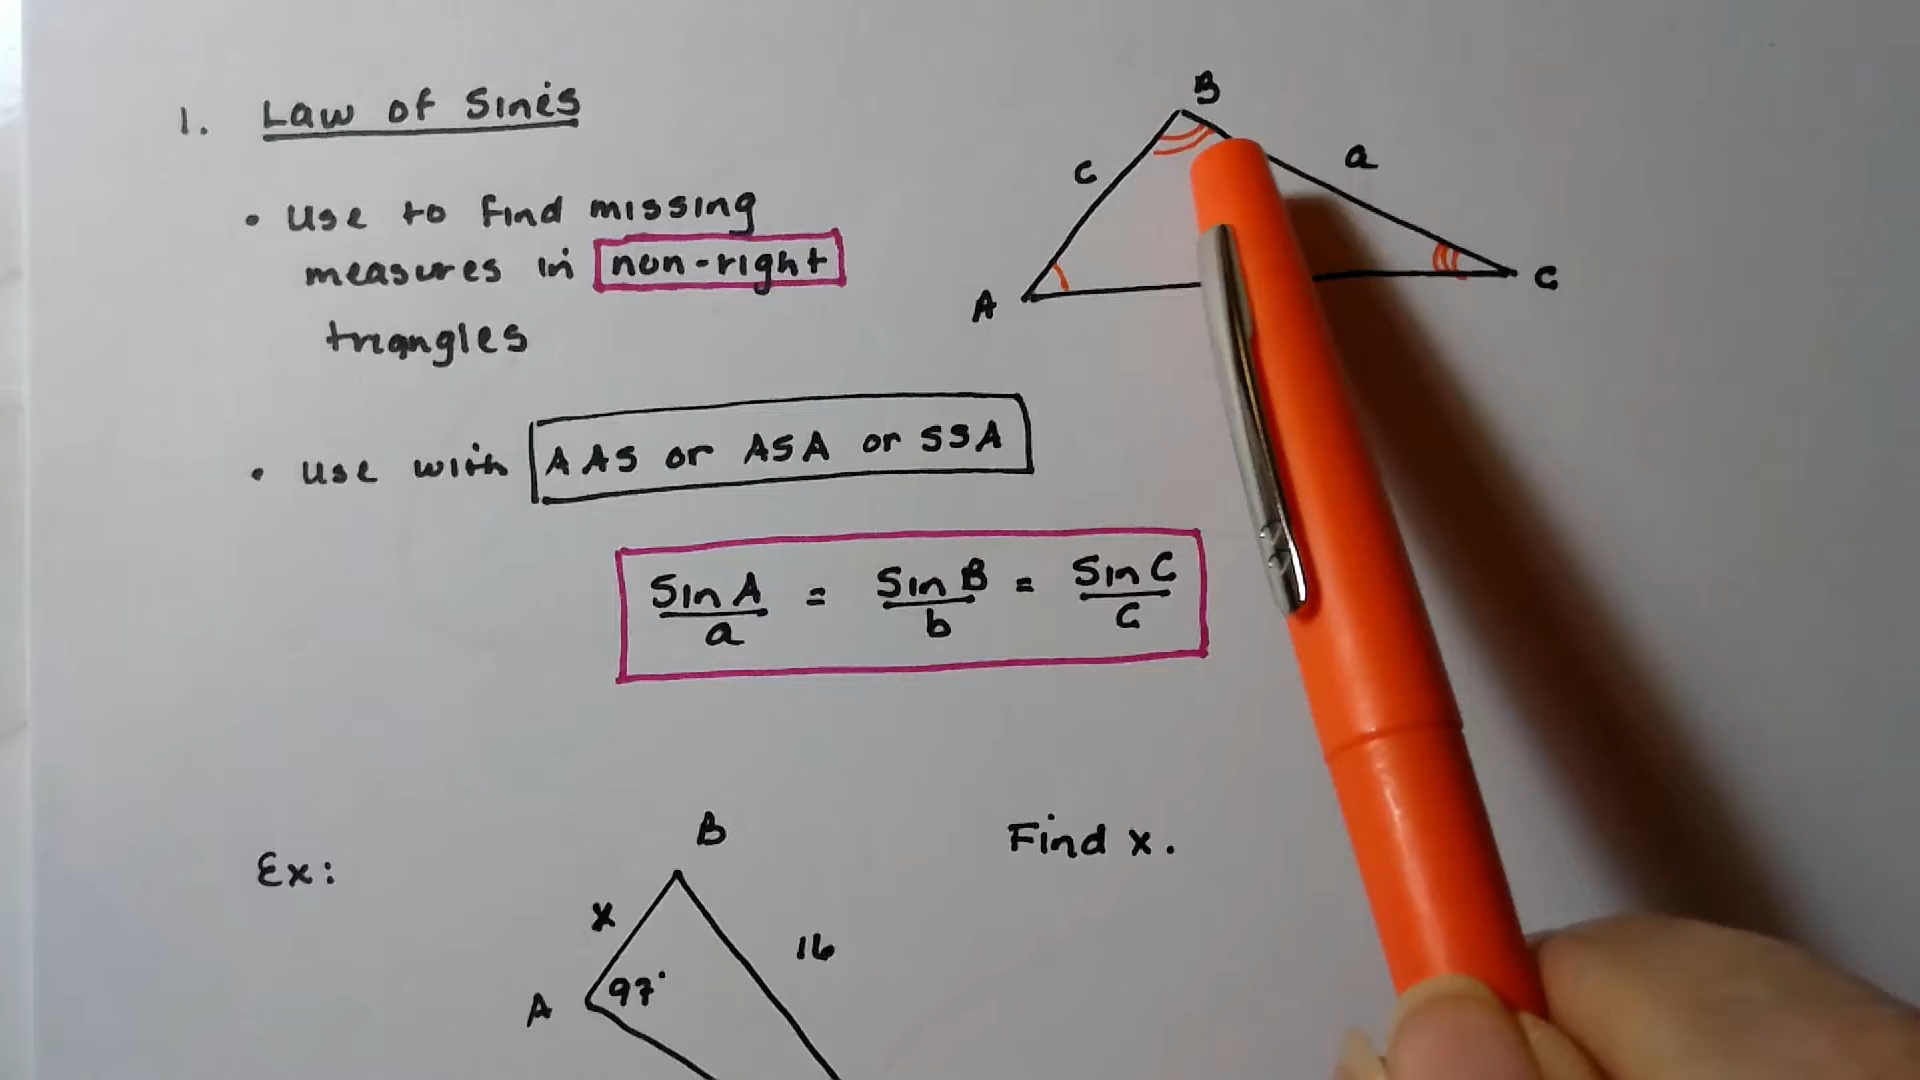 1. Law of Sines
• Use to find missing
measures in non-right
triangles
• Use with AAS or ASA or SSA
Sin A / a = Sin B / b = Sin C / c
B
c
a
A
C
Ex:
B
x
16
A
97°
Find x.